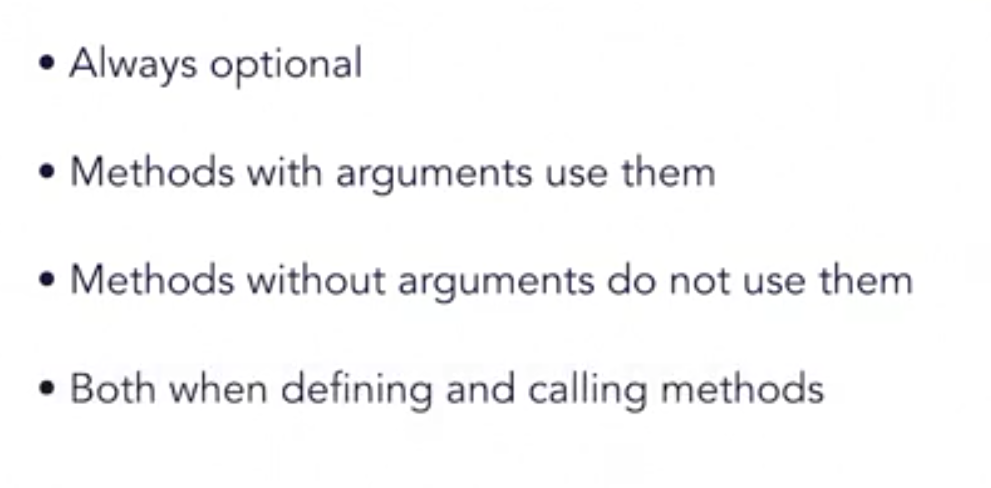 • Always optional
• Methods with arguments use them
• Methods without arguments do not use them
• Both when defining and calling methods